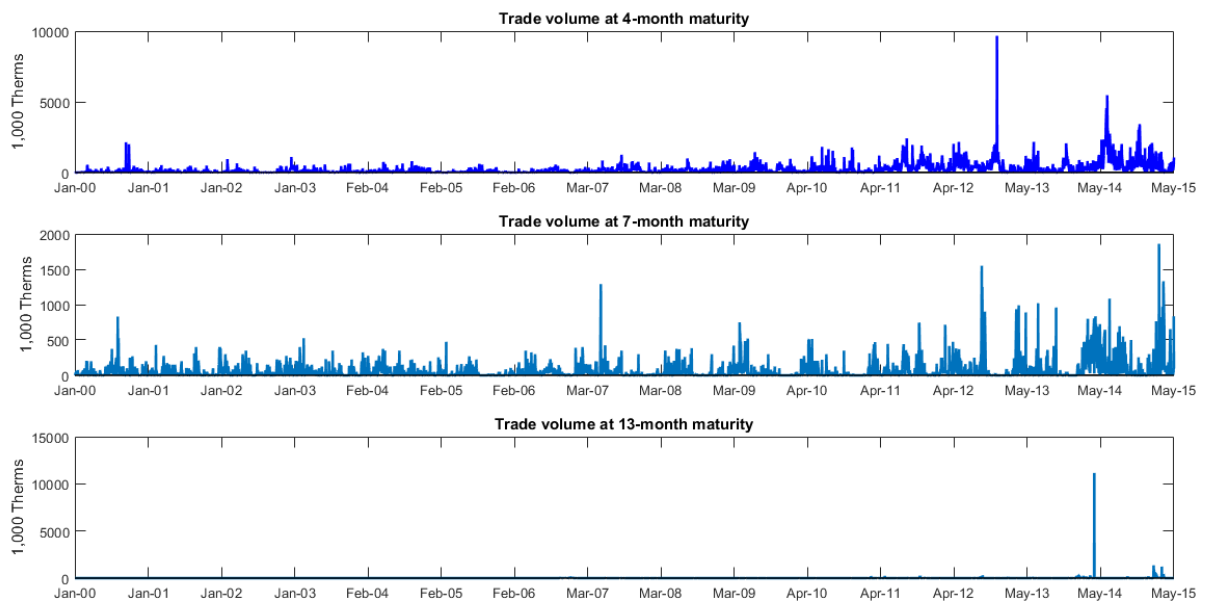 Trade volume at 4-month maturity
10000
5000
0
1,000 Therms
Jan-00 Jan-01 Jan-02 Jan-03 Feb-04 Feb-05 Feb-06 Mar-07 Mar-08 Mar-09 Apr-10 Apr-11 Apr-12 May-13 May-14 May-15
Trade volume at 7-month maturity
2000
1500
1000
500
0
1,000 Therms
Jan-00 Jan-01 Jan-02 Jan-03 Feb-04 Feb-05 Feb-06 Mar-07 Mar-08 Mar-09 Apr-10 Apr-11 Apr-12 May-13 May-14 May-15
Trade volume at 13-month maturity
15000
10000
5000
0
1,000 Therms
Jan-00 Jan-01 Jan-02 Jan-03 Feb-04 Feb-05 Feb-06 Mar-07 Mar-08 Mar-09 Apr-10 Apr-11 Apr-12 May-13 May-14 May-15